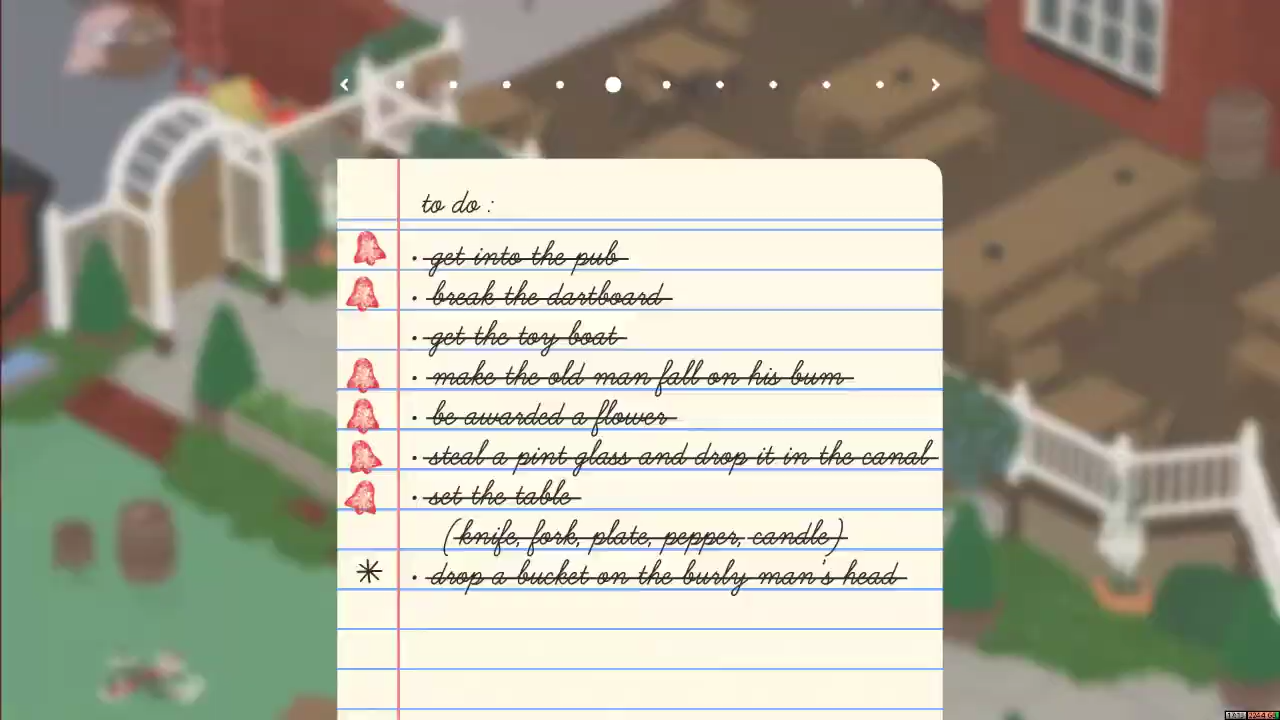 to do :
• get into the pub
• break the dartboard
• get the toy boat
• make the old man fall on his bum
• be awarded a flower
• steal a pint glass and drop it in the canal
• set the table
(knife, fork, plate, pepper, candle)
• drop a bucket on the burly man's head